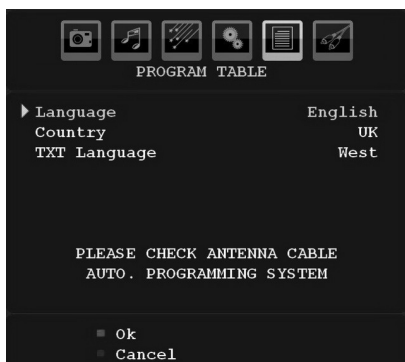 PROGRAM TABLE
Language English
Country UK
TXT Language West
PLEASE CHECK ANTENNA CABLE
AUTO. PROGRAMMING SYSTEM
Ok
Cancel